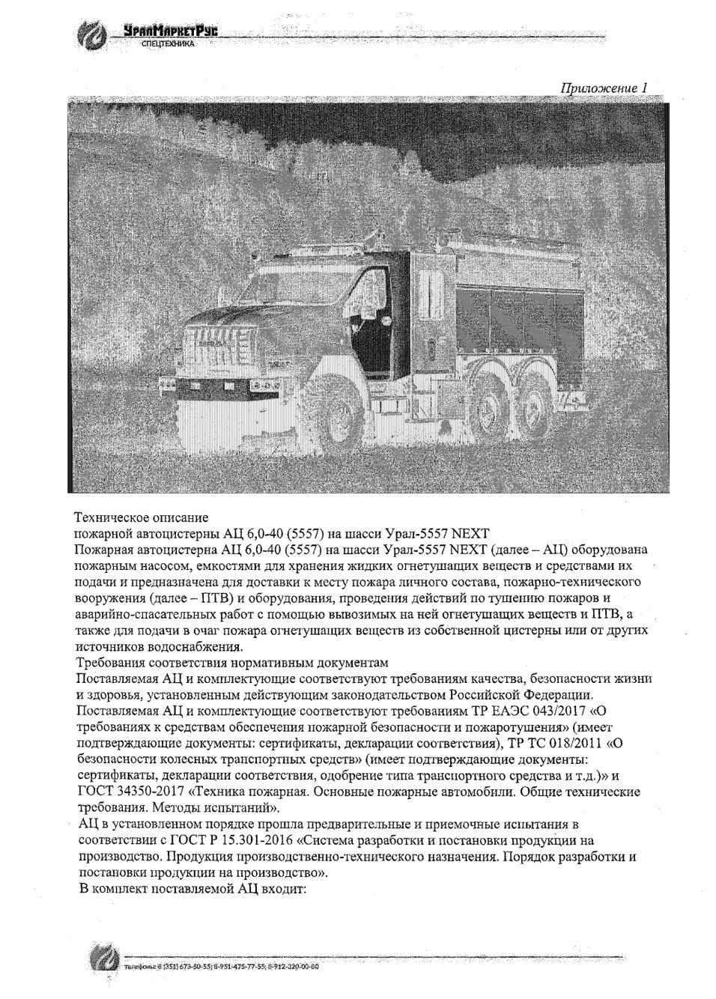 УралМаркетРус
СПЕЦТЕХНИКА
Приложение 1
Техническое описание
пожарной автоцистерны АЦ 6,0-40 (5557) на шасси Урал-5557 NEXT
Пожарная автоцистерна АЦ 6,0-40 (5557) на шасси Урал-5557 NEXT (далее – АЦ) оборудована
пожарным насосом, емкостями для хранения жидких огнетушащих веществ и средствами их
подачи и предназначена для доставки к месту пожара личного состава, пожарно-технического
вооружения (далее – ПТВ) и оборудования, проведения действий по тушению пожаров и
аварийно-спасательных работ с помощью вывозимых на ней огнетушащих веществ и ПТВ, а
также для подачи в очаг пожара огнетушащих веществ из собственной цистерны или от других
источников водоснабжения.
Требования соответствия нормативным документам
Поставляемая АЦ и комплектующие соответствуют требованиям качества, безопасности жизни
и здоровья, установленным действующим законодательством Российской Федерации.
Поставляемая АЦ и комплектующие соответствуют требованиям ТР ЕАЭС 043/2017 «О
требованиях к средствам обеспечения пожарной безопасности и пожаротушения» (имеет
подтверждающие документы: сертификаты, декларации соответствия), ТР ТС 018/2011 «О
безопасности колесных транспортных средств» (имеет подтверждающие документы:
сертификаты, декларации соответствия, одобрение типа транспортного средства и т.д.)» и
ГОСТ 34350-2017 «Техника пожарная. Основные пожарные автомобили. Общие технические
требования. Методы испытаний».
АЦ в установленном порядке прошла предварительные и приемочные испытания в
соответствии с ГОСТ Р 15.301-2016 «Система разработки и постановки продукции на
производство. Продукция производственно-технического назначения. Порядок разработки и
постановки продукции на производство».
В комплект поставляемой АЦ входит:
телефоны: 8 (351) 673-50-55; 8-951-475-77-55; 8-912-320-00-80